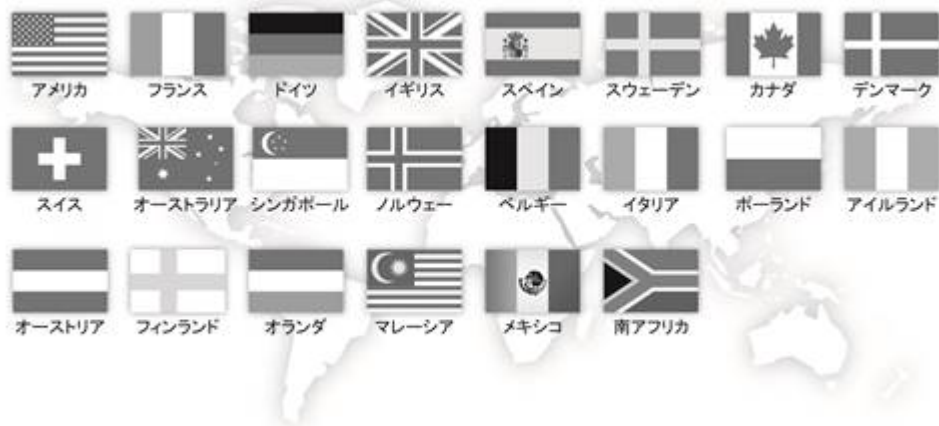 アメリカ フランス ドイツ イギリス スペイン スウェーデン カナダ デンマーク
スイス オーストラリア シンガポール ノルウェー ベルギー イタリア ポーランド アイルランド
オーストリア フィンランド オランダ マレーシア メキシコ 南アフリカ